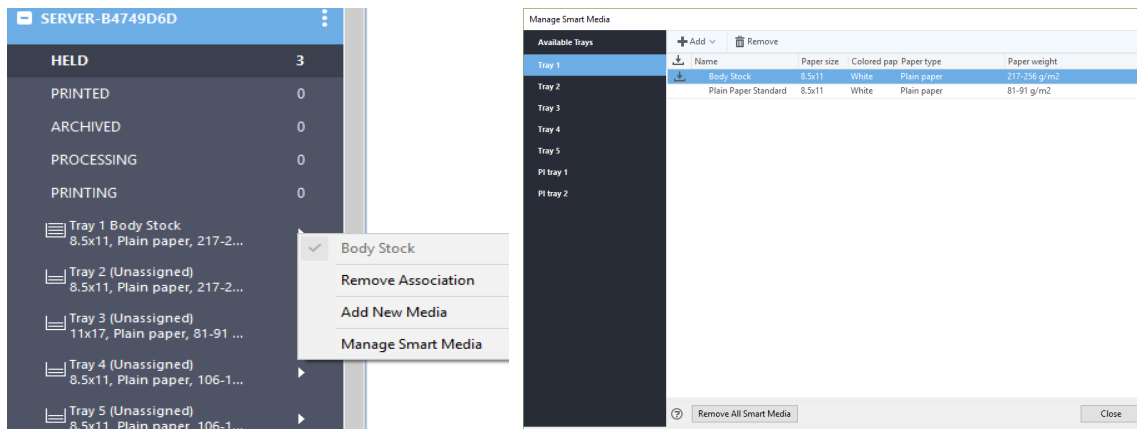 SERVER-B4749D6D
HELD 3
PRINTED 0
ARCHIVED 0
PROCESSING 0
PRINTING 0
Tray 1 Body Stock
8.5x11, Plain paper, 217-2...
Tray 2 (Unassigned)
8.5x11, Plain paper, 217-2...
Tray 3 (Unassigned)
11x17, Plain paper, 81-91 ...
Tray 4 (Unassigned)
8.5x11, Plain paper, 106-1...
Tray 5 (Unassigned)
8.5x11, Plain paper, 106-1...
Body Stock
Remove Association
Add New Media
Manage Smart Media
Manage Smart Media
Available Trays
Tray 1
Tray 2
Tray 3
Tray 4
Tray 5
PI tray 1
PI tray 2
Add Remove
Name Paper size Colored pap Paper type Paper weight
Body Stock 8.5x11 White Plain paper 217-256 g/m2
Plain Paper Standard 8.5x11 White Plain paper 81-91 g/m2
? Remove All Smart Media Close